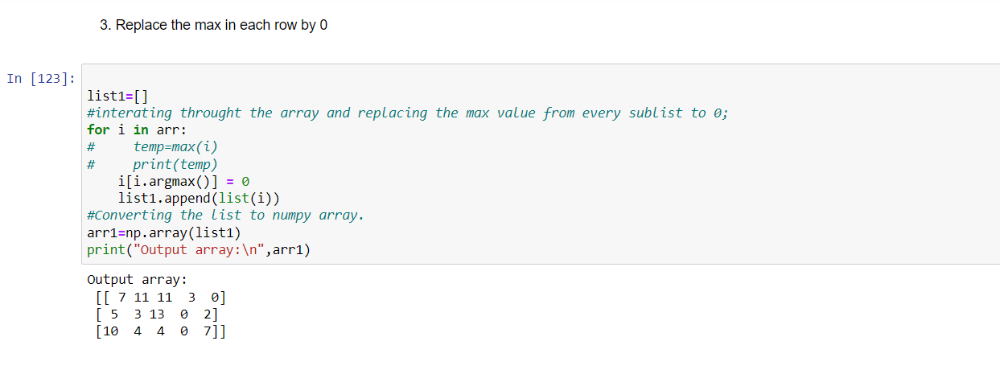 3. Replace the max in each row by 0
In [123]:
list1=[]
#interating throught the array and replacing the max value from every sublist to 0;
for i in arr:
#     temp=max(i)
#     print(temp)
    i[i.argmax()] = 0
    list1.append(list(i))
#Converting the list to numpy array.
arr1=np.array(list1)
print("Output array:\n",arr1)
Output array:
 [[ 7 11 11  3  0]
 [ 5  3 13  0  2]
 [10  4  4  0  7]]